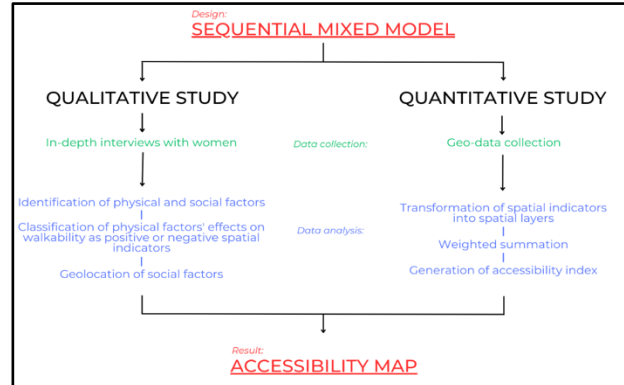 Design:
SEQUENTIAL MIXED MODEL
QUALITATIVE STUDY
QUANTITATIVE STUDY
In-depth interviews with women
Data collection:
Geo-data collection
Identification of physical and social factors
Classification of physical factors' effects on
walkability as positive or negative spatial
indicators
Geolocation of social factors
Data analysis:
Transformation of spatial indicators
into spatial layers
Weighted summation
Generation of accessibility index
Result:
ACCESSIBILITY MAP